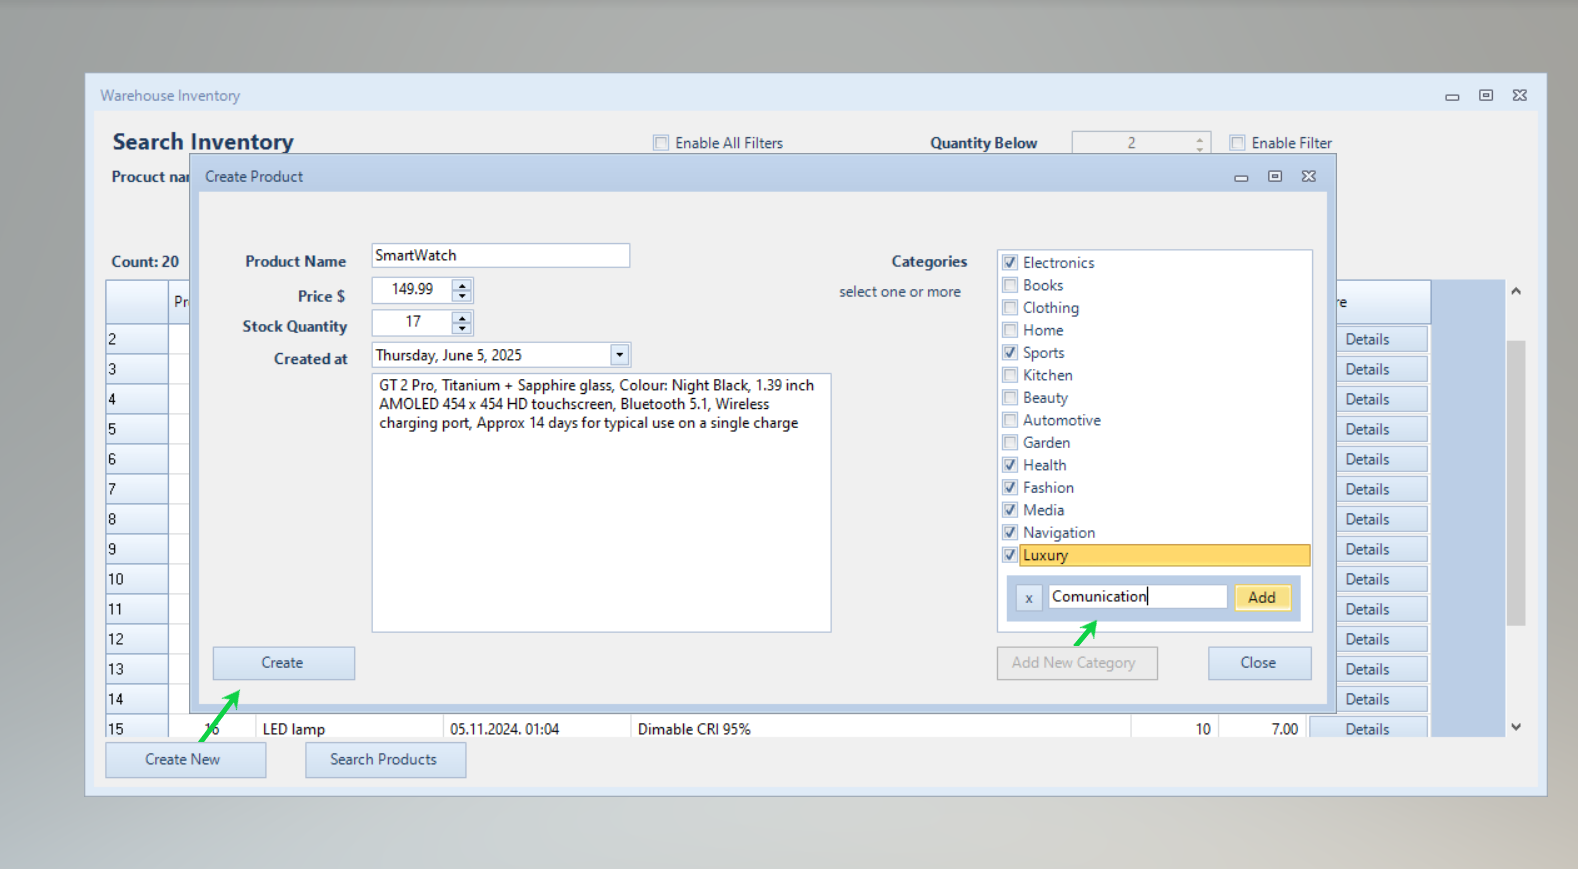 Warehouse Inventory
Search Inventory
Enable All Filters
Quantity Below
2
Enable Filter
Procuct
Create Product
Count: 20
Product Name
SmartWatch
Price $
149.99
Stock Quantity
17
Created at
Thursday, June 5, 2025
GT 2 Pro, Titanium + Sapphire glass, Colour: Night Black, 1.39 inch
AMOLED 454 x 454 HD touchscreen, Bluetooth 5.1, Wireless
charging port, Approx 14 days for typical use on a single charge
Categories
select one or more
Electronics
Books
Clothing
Home
Sports
Kitchen
Beauty
Automotive
Garden
Health
Fashion
Media
Navigation
Luxury
x
Comunication
Add
Create
Add New Category
Close
2 Details
3 Details
4 Details
5 Details
6 Details
7 Details
8 Details
9 Details
10 Details
11 Details
12 Details
13 Details
14 Details
15 16 LED lamp 05.11.2024. 01:04 Dimable CRI 95% 10 7.00 Details
Create New
Search Products